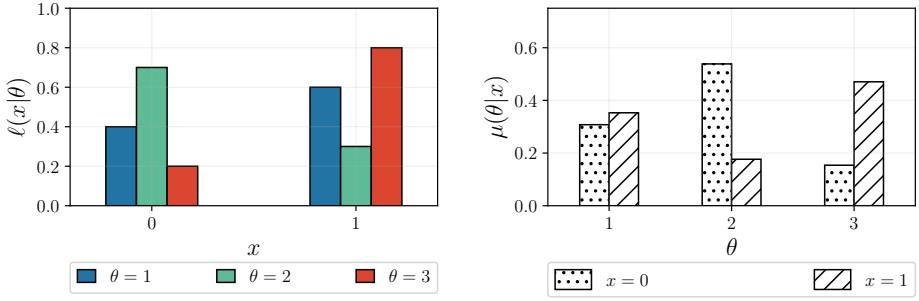 1.0
0.8
0.6
0.4
0.2
0.0
ℓ(x|θ)
0 1
x
θ = 1 θ = 2 θ = 3
0.6
0.4
0.2
0.0
μ(θ|x)
1 2 3
θ
x = 0 x = 1